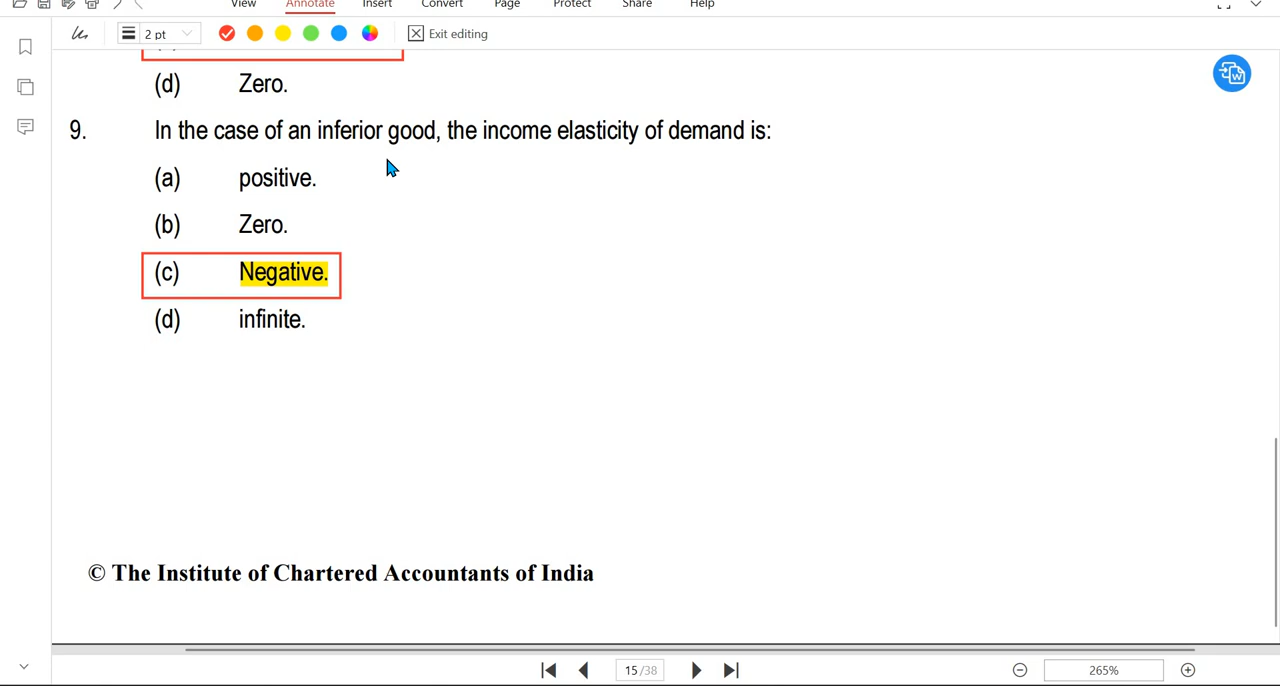 View Annotate Insert Convert Page Protect Share Help
2 pt Exit editing
(d) Zero.
9. In the case of an inferior good, the income elasticity of demand is:
(a) positive.
(b) Zero.
(c) Negative.
(d) infinite.
© The Institute of Chartered Accountants of India
15 /38 265%